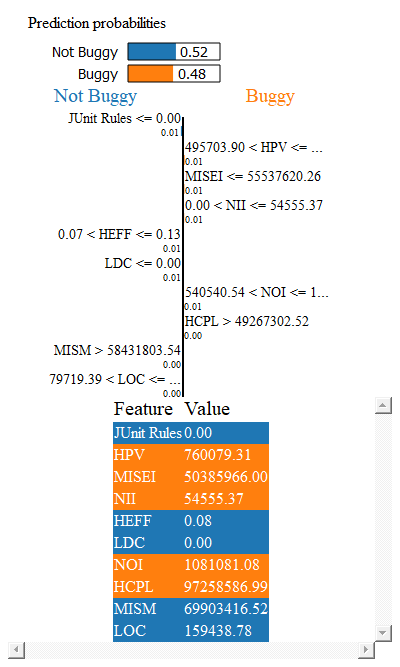 Prediction probabilities
Not Buggy 0.52
Buggy 0.48
Not Buggy Buggy
JUnit Rules <= 0.00
0.01
495703.90 < HPV <= ...
0.01
MISEI <= 55537620.26
0.01
0.00 < NII <= 54555.37
0.01
0.07 < HEFF <= 0.13
0.01
LDC <= 0.00
0.01
540540.54 < NOI <= 1...
0.01
HCPL > 49267302.52
0.00
MISM > 58431803.54
0.00
79719.39 < LOC <= ...
0.00
Feature Value
JUnit Rules 0.00
HPV 760079.31
MISEI 50385966.00
NII 54555.37
HEFF 0.08
LDC 0.00
NOI 1081081.08
HCPL 97258586.99
MISM 69903416.52
LOC 159438.78